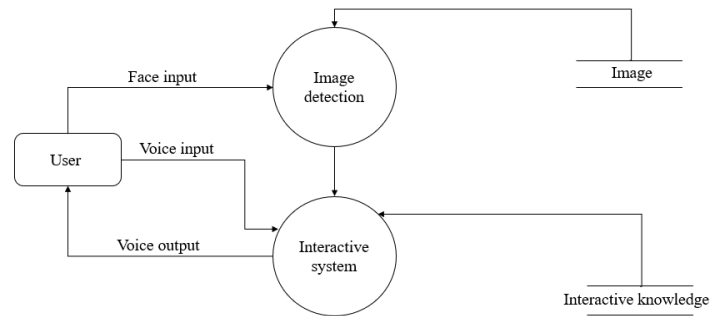 Face input
Image
detection
Image
User
Voice input
Voice output
Interactive
system
Interactive knowledge